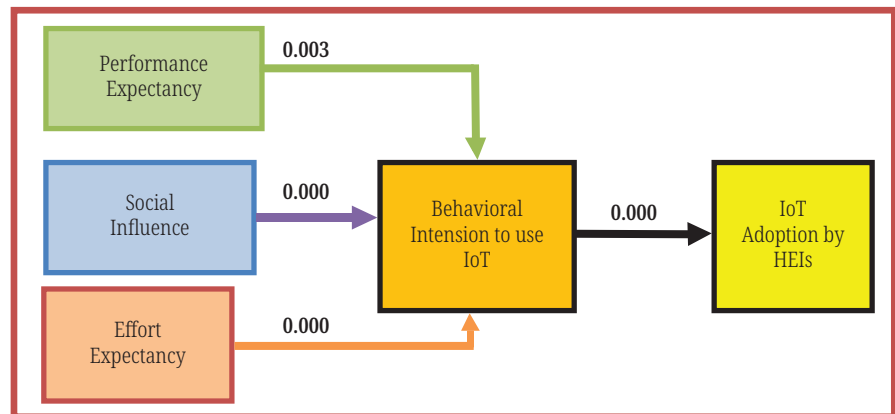 Performance
Expectancy
0.003
Social
Influence
0.000
Behavioral
Intension to use
IoT
0.000
IoT
Adoption by
HEIs
Effort
Expectancy
0.000